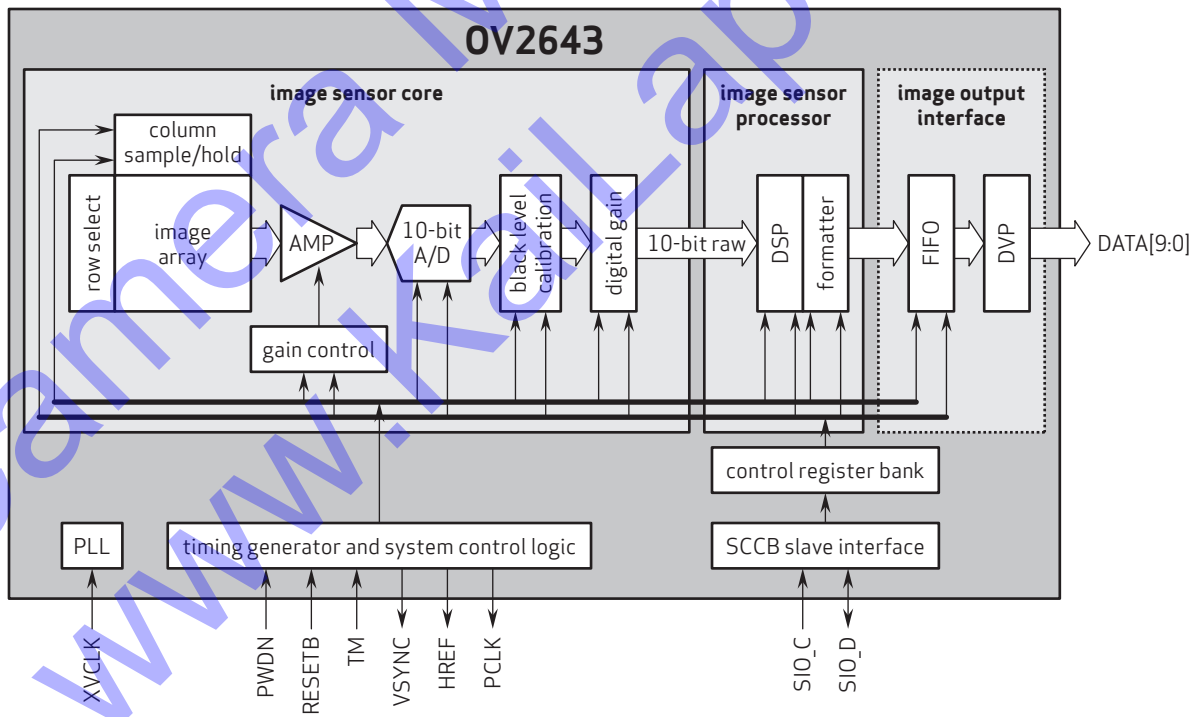 OV2643
image sensor core
image sensor
processor
image output
interface
column
sample/hold
row select
image
array
AMP
10-bit
A/D
black level
calibration
digital gain
10-bit raw
DSP
formatter
FIFO
DVP
DATA[9:0]
gain control
control register bank
PLL
timing generator and system control logic
SCCB slave interface
XVCLK
PWDN
RESETB
TM
VSYNC
HREF
PCLK
SIO_C
SIO_D
Camera M
www.KaiLap